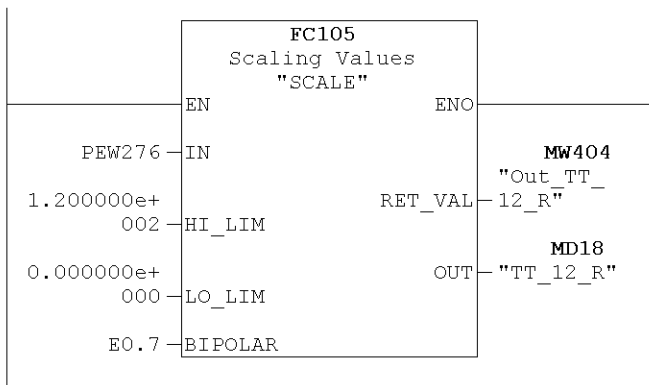 FC105
Scaling Values
"SCALE"
EN ENO
PEW276 IN MW404
"Out_TT_
1.200000e+ RET_VAL 12_R"
002 HI_LIM
MD18
0.000000e+ OUT "TT_12_R"
000 LO_LIM
E0.7 BIPOLAR